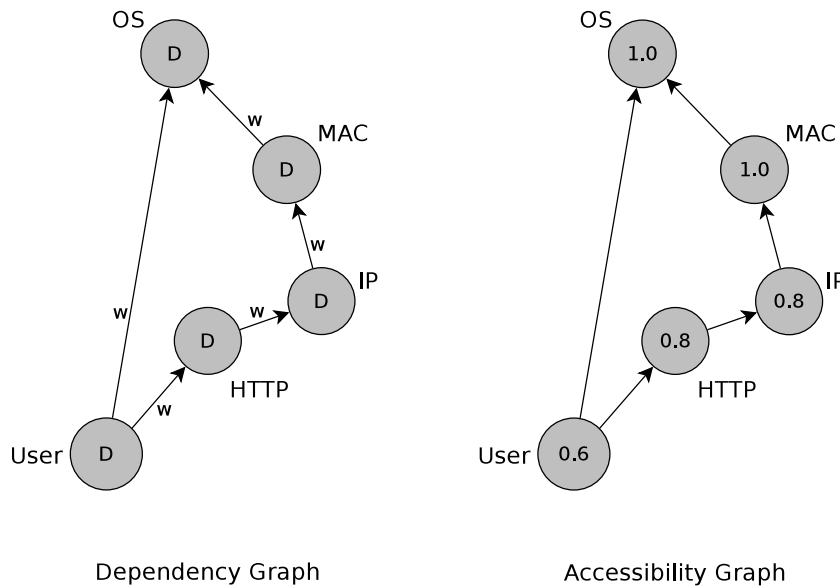 OS
D
w
MAC
D
w
IP
D
w
D
HTTP
w
w
User
D
Dependency Graph
OS
1.0
MAC
1.0
IP
0.8
0.8
HTTP
User
0.6
Accessibility Graph